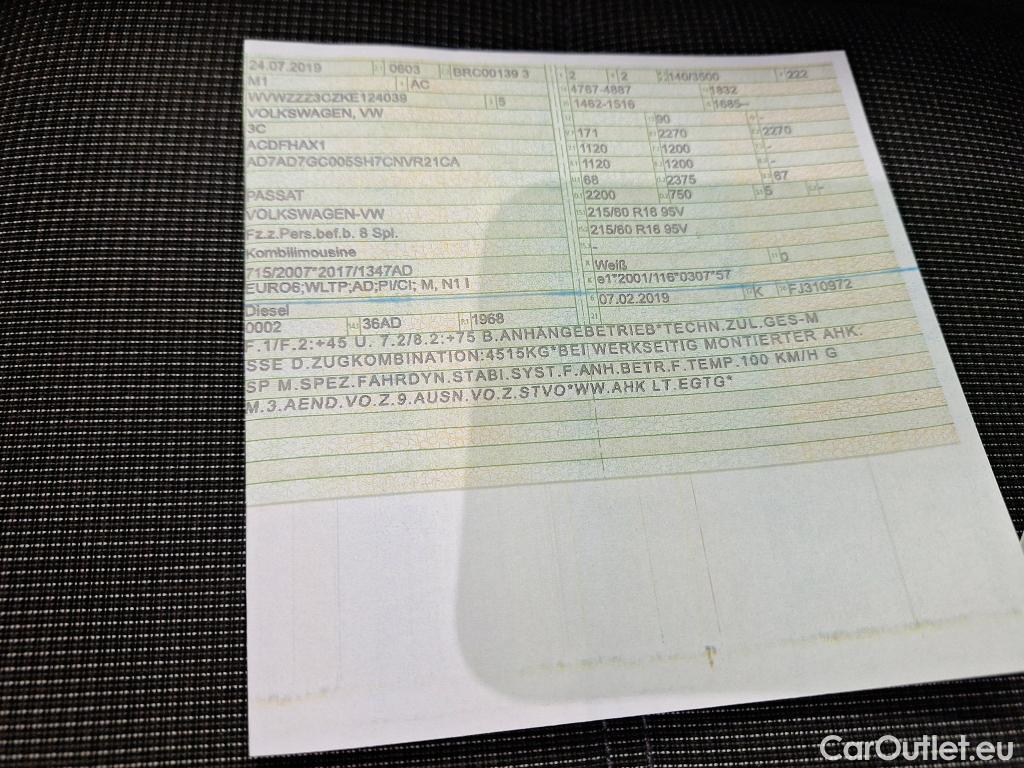 24.07.2019 0603 BRC00139 3
M1 AC
WVWZZZ3CZKE124039 5
VOLKSWAGEN, VW
3C
ACDFHAX1
AD7AD7GC005SH7CNVR21CA
PASSAT
VOLKSWAGEN-VW
Fz.z.Pers.bef.b. 8 Spl.
Kombilimousine
715/2007*2017/1347AD
EURO6;WLTP;AD;PI/CI; M, N1 I
Diesel
0002 36AD 1968
2 2 140/3500 222
4767-4887 1832
1462-1516 1685-
90 -
171 2270 2270
1120 1200 -
1120 1200 -
68 2375 67
2200 750 5 -
215/60 R16 95V
215/60 R16 95V
-
Weiß 0
e1*2001/116*0307*57
07.02.2019 K FJ310972
F.1/F.2:+45 U. 7.2/8.2:+75 B.ANHÄNGEBETRIEB*TECHN.ZUL.GES-M
SSE D.ZUGKOMBINATION:4515KG*BEI WERKSEITIG MONTIERTER AHK:
SP M.SPEZ.FAHRDYN.STABI.SYST.F.ANH.BETR.F.TEMP.100 KM/H G
M.3.AEND.VO.Z.9.AUSN.VO.Z.STVO*WW.AHK LT.EGTG*
CarOutlet.eu